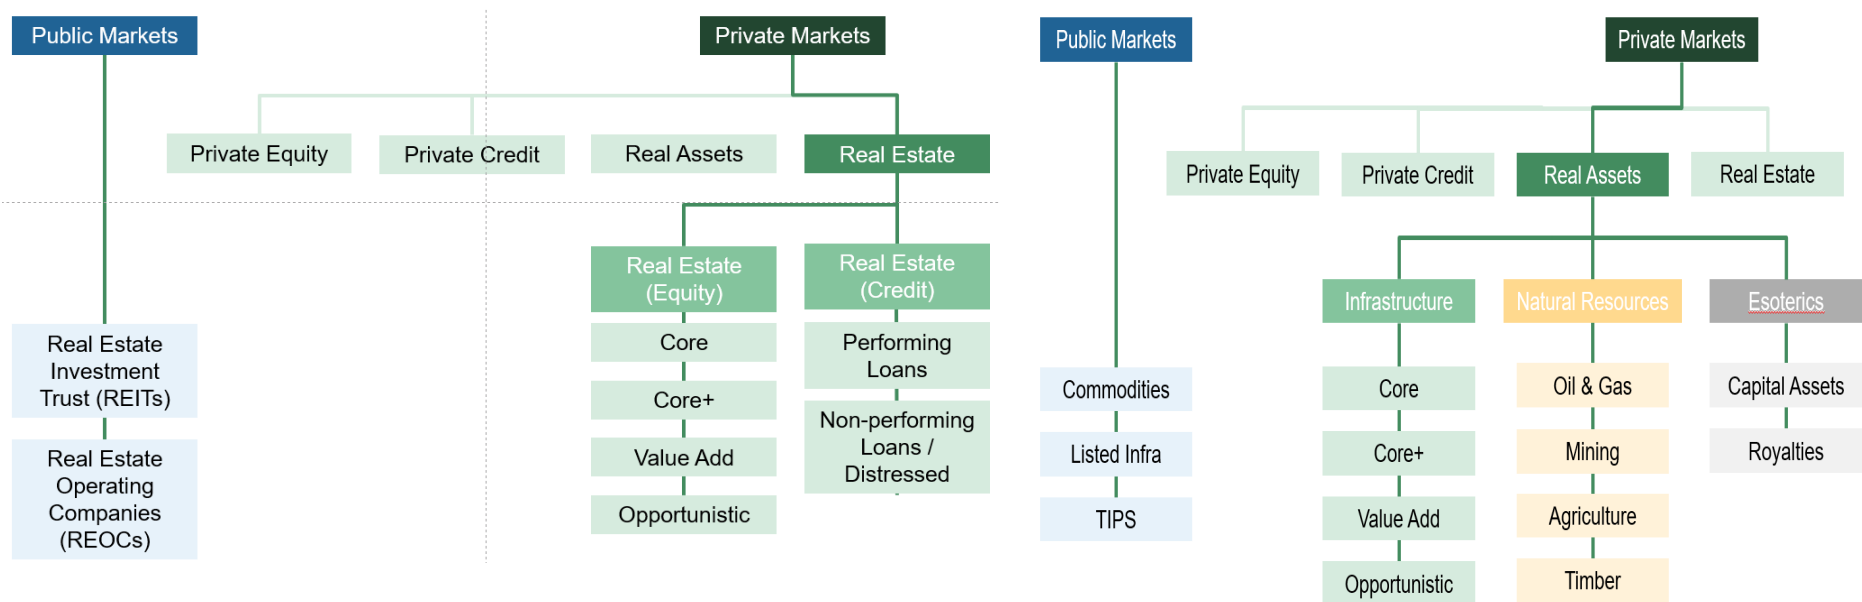 Public Markets
Private Markets
Private Equity
Private Credit
Real Assets
Real Estate
Real Estate
(Equity)
Real Estate
(Credit)
Core
Core+
Value Add
Opportunistic
Performing
Loans
Non-performing
Loans /
Distressed
Real Estate
Investment
Trust (REITs)
Real Estate
Operating
Companies
(REOCs)
Public Markets
Private Markets
Private Equity
Private Credit
Real Assets
Real Estate
Infrastructure
Natural Resources
Esoterics
Commodities
Listed Infra
TIPS
Core
Core+
Value Add
Opportunistic
Oil & Gas
Mining
Agriculture
Timber
Capital Assets
Royalties